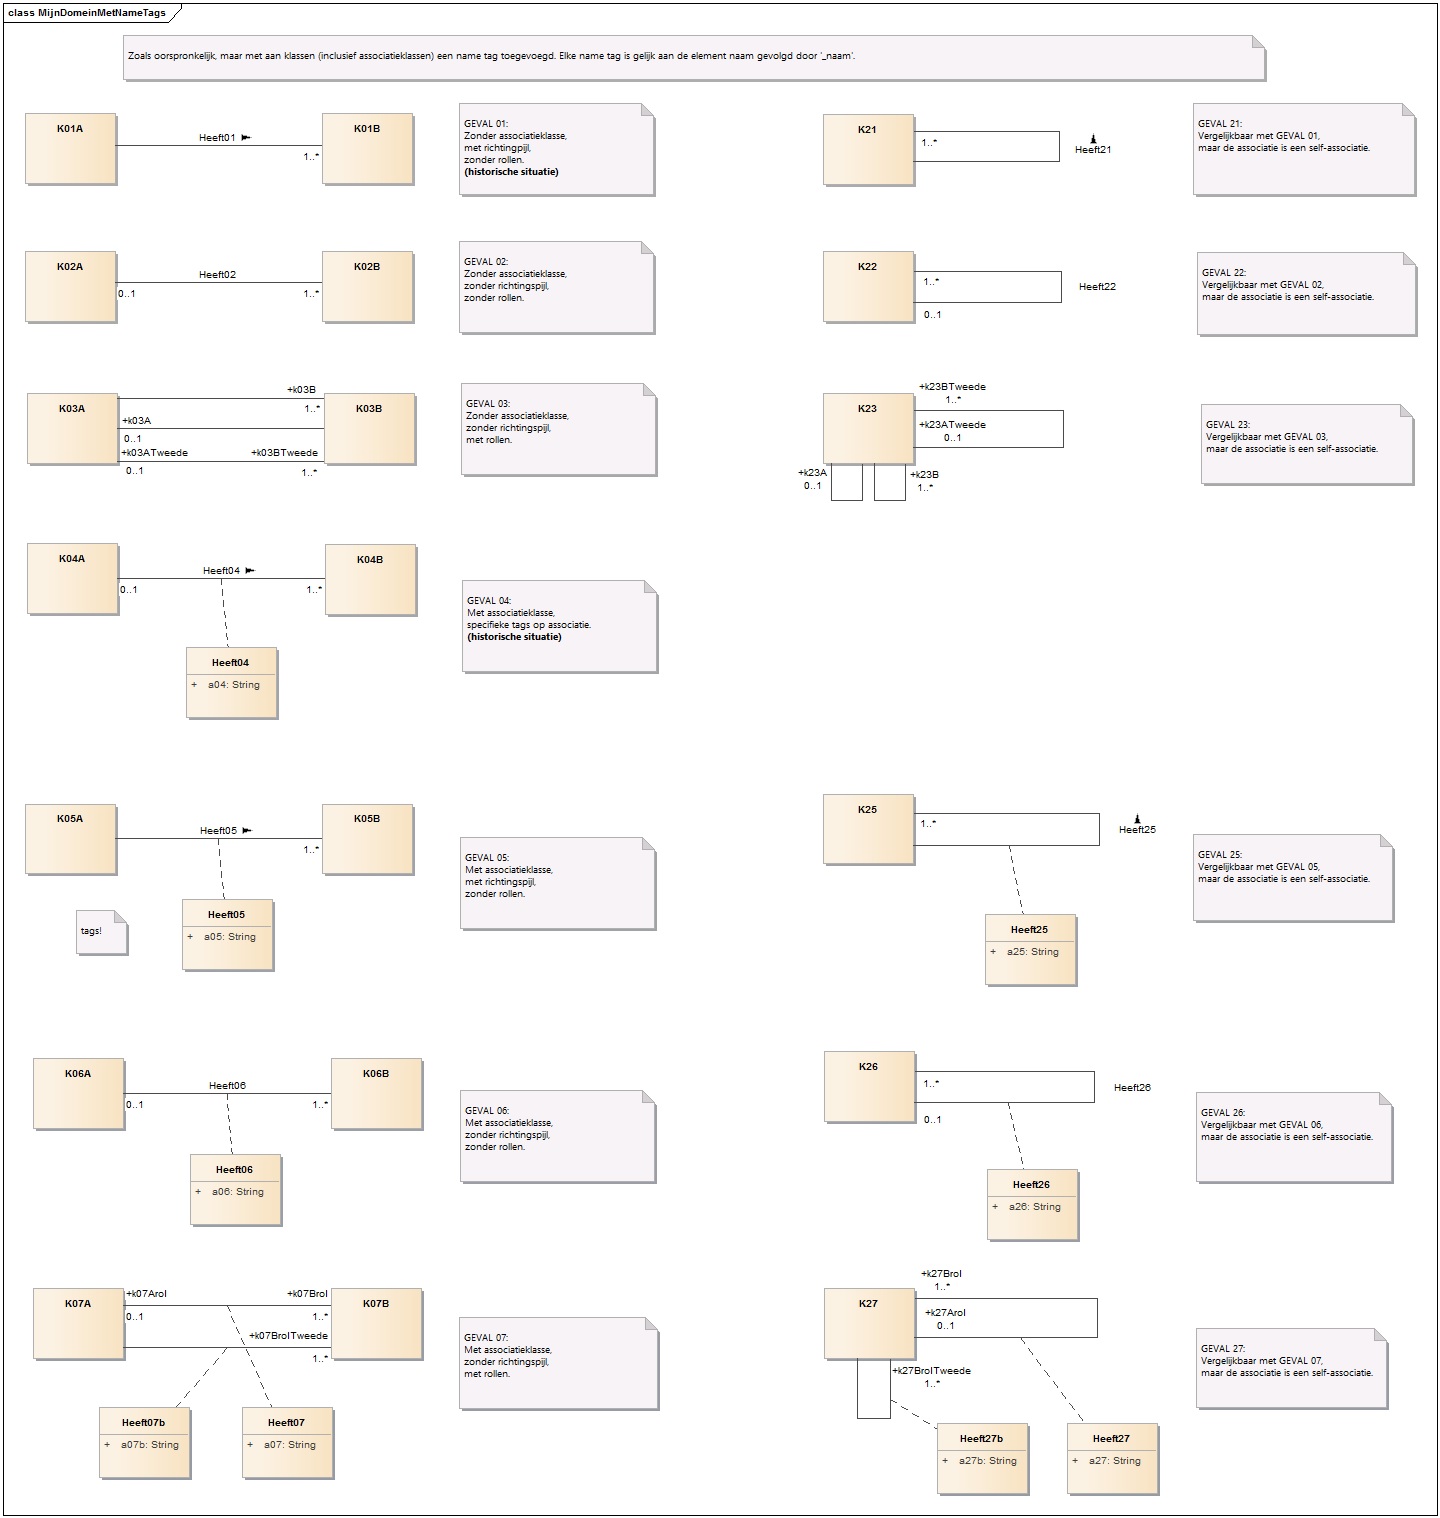 class MijnDomeinMetNameTags
Zoals oorspronkelijk, maar met aan klassen (inclusief associatieklassen) een name tag toegevoegd. Elke name tag is gelijk aan de element naam gevolgd door '_naam'.
K01A
Heeft01
K01B
1..*
GEVAL 01:
Zonder associatieklasse,
met richtingpijl,
zonder rollen.
(historische situatie)
K21
1..*
Heeft21
GEVAL 21:
Vergelijkbaar met GEVAL 01,
maar de associatie is een self-associatie.
K02A
Heeft02
K02B
0..1
1..*
GEVAL 02:
Zonder associatieklasse,
zonder richtingspijl,
zonder rollen.
K22
1..*
0..1
Heeft22
GEVAL 22:
Vergelijkbaar met GEVAL 02,
maar de associatie is een self-associatie.
K03A
+k03B
1..*
K03B
+k03A
0..1
+k03ATweede
0..1
+k03BTweede
1..*
GEVAL 03:
Zonder associatieklasse,
zonder richtingspijl,
met rollen.
K23
+k23BTweede
1..*
+k23ATweede
0..1
+k23A
0..1
+k23B
1..*
GEVAL 23:
Vergelijkbaar met GEVAL 03,
maar de associatie is een self-associatie.
K04A
Heeft04
K04B
0..1
1..*
Heeft04
+ a04: String
GEVAL 04:
Met associatieklasse,
specifieke tags op associatie.
(historische situatie)
K05A
Heeft05
K05B
1..*
tags!
Heeft05
+ a05: String
GEVAL 05:
Met associatieklasse,
met richtingpijl,
zonder rollen.
K25
1..*
Heeft25
Heeft25
+ a25: String
GEVAL 25:
Vergelijkbaar met GEVAL 05,
maar de associatie is een self-associatie.
K06A
Heeft06
K06B
0..1
1..*
Heeft06
+ a06: String
GEVAL 06:
Met associatieklasse,
zonder richtingspijl,
zonder rollen.
K26
1..*
0..1
Heeft26
Heeft26
+ a26: String
GEVAL 26:
Vergelijkbaar met GEVAL 06,
maar de associatie is een self-associatie.
K07A
+k07Arol
0..1
+k07Brol
1..*
K07B
+k07BrolTweede
1..*
Heeft07b
+ a07b: String
Heeft07
+ a07: String
GEVAL 07:
Met associatieklasse,
zonder richtingspijl,
met rollen.
K27
+k27Brol
1..*
+k27Arol
0..1
+k27BrolTweede
1..*
Heeft27b
+ a27b: String
Heeft27
+ a27: String
GEVAL 27:
Vergelijkbaar met GEVAL 07,
maar de associatie is een self-associatie.